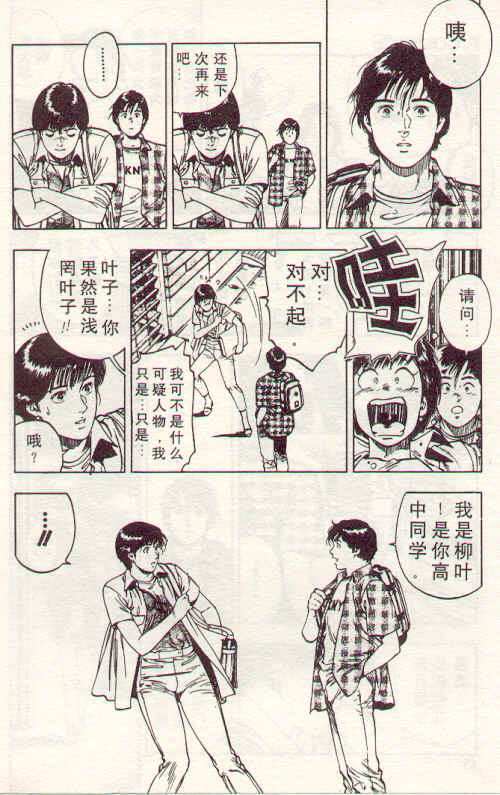 咦…
还是下
次再来
吧…
………
KN
请问…
哇
对…
对不起。
我可不是什么
可疑人物，我
只是…只是…
叶子…你
果然是浅
冈叶子!!
哦？
我是柳叶
！是你高
中同学。
…!!